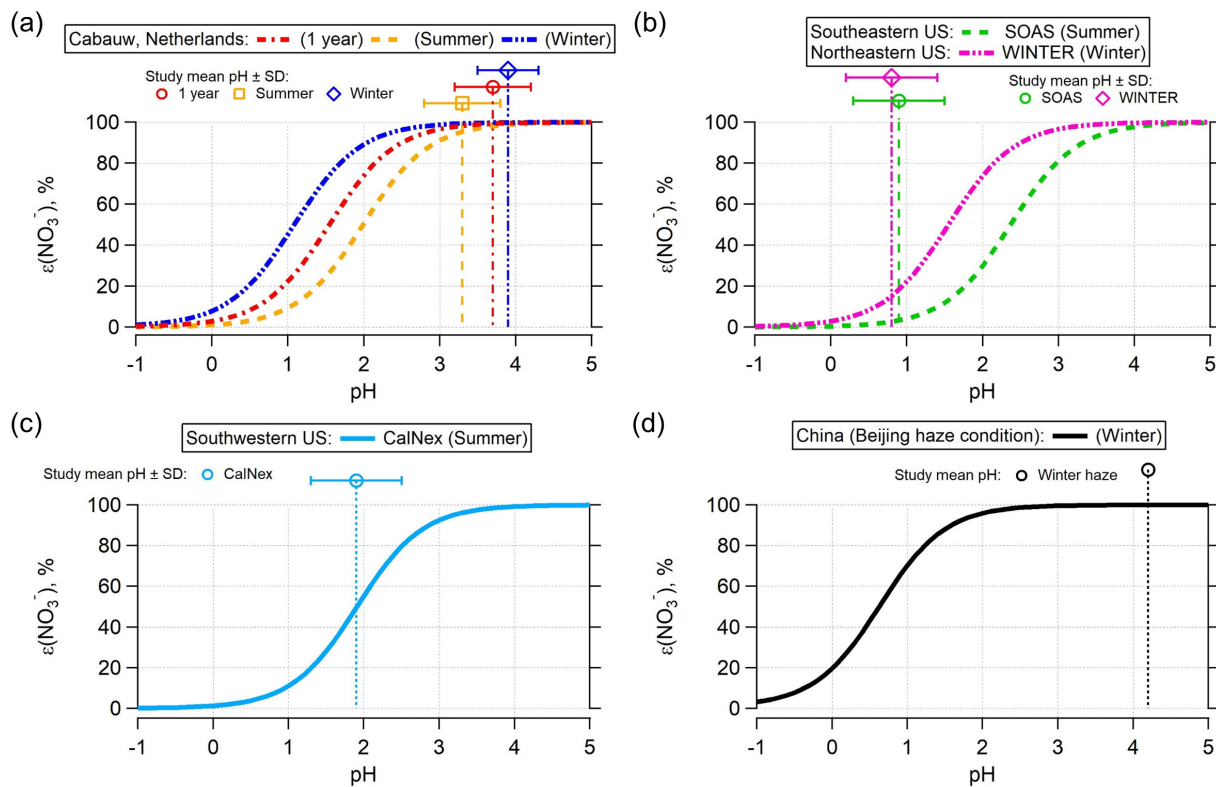 (a)
Cabauw, Netherlands: (1 year) (Summer) (Winter)
Study mean pH ± SD:
1 year Summer Winter
100
80
60
40
20
0
ε(NO₃⁻), %
-1 0 1 2 3 4 5
pH
(b)
Southeastern US: SOAS (Summer)
Northeastern US: WINTER (Winter)
Study mean pH ± SD:
SOAS WINTER
100
80
60
40
20
0
ε(NO₃⁻), %
-1 0 1 2 3 4 5
pH
(c)
Southwestern US: CalNex (Summer)
Study mean pH ± SD: CalNex
100
80
60
40
20
0
ε(NO₃⁻), %
-1 0 1 2 3 4 5
pH
(d)
China (Beijing haze condition): (Winter)
Study mean pH: Winter haze
100
80
60
40
20
0
ε(NO₃⁻), %
-1 0 1 2 3 4 5
pH